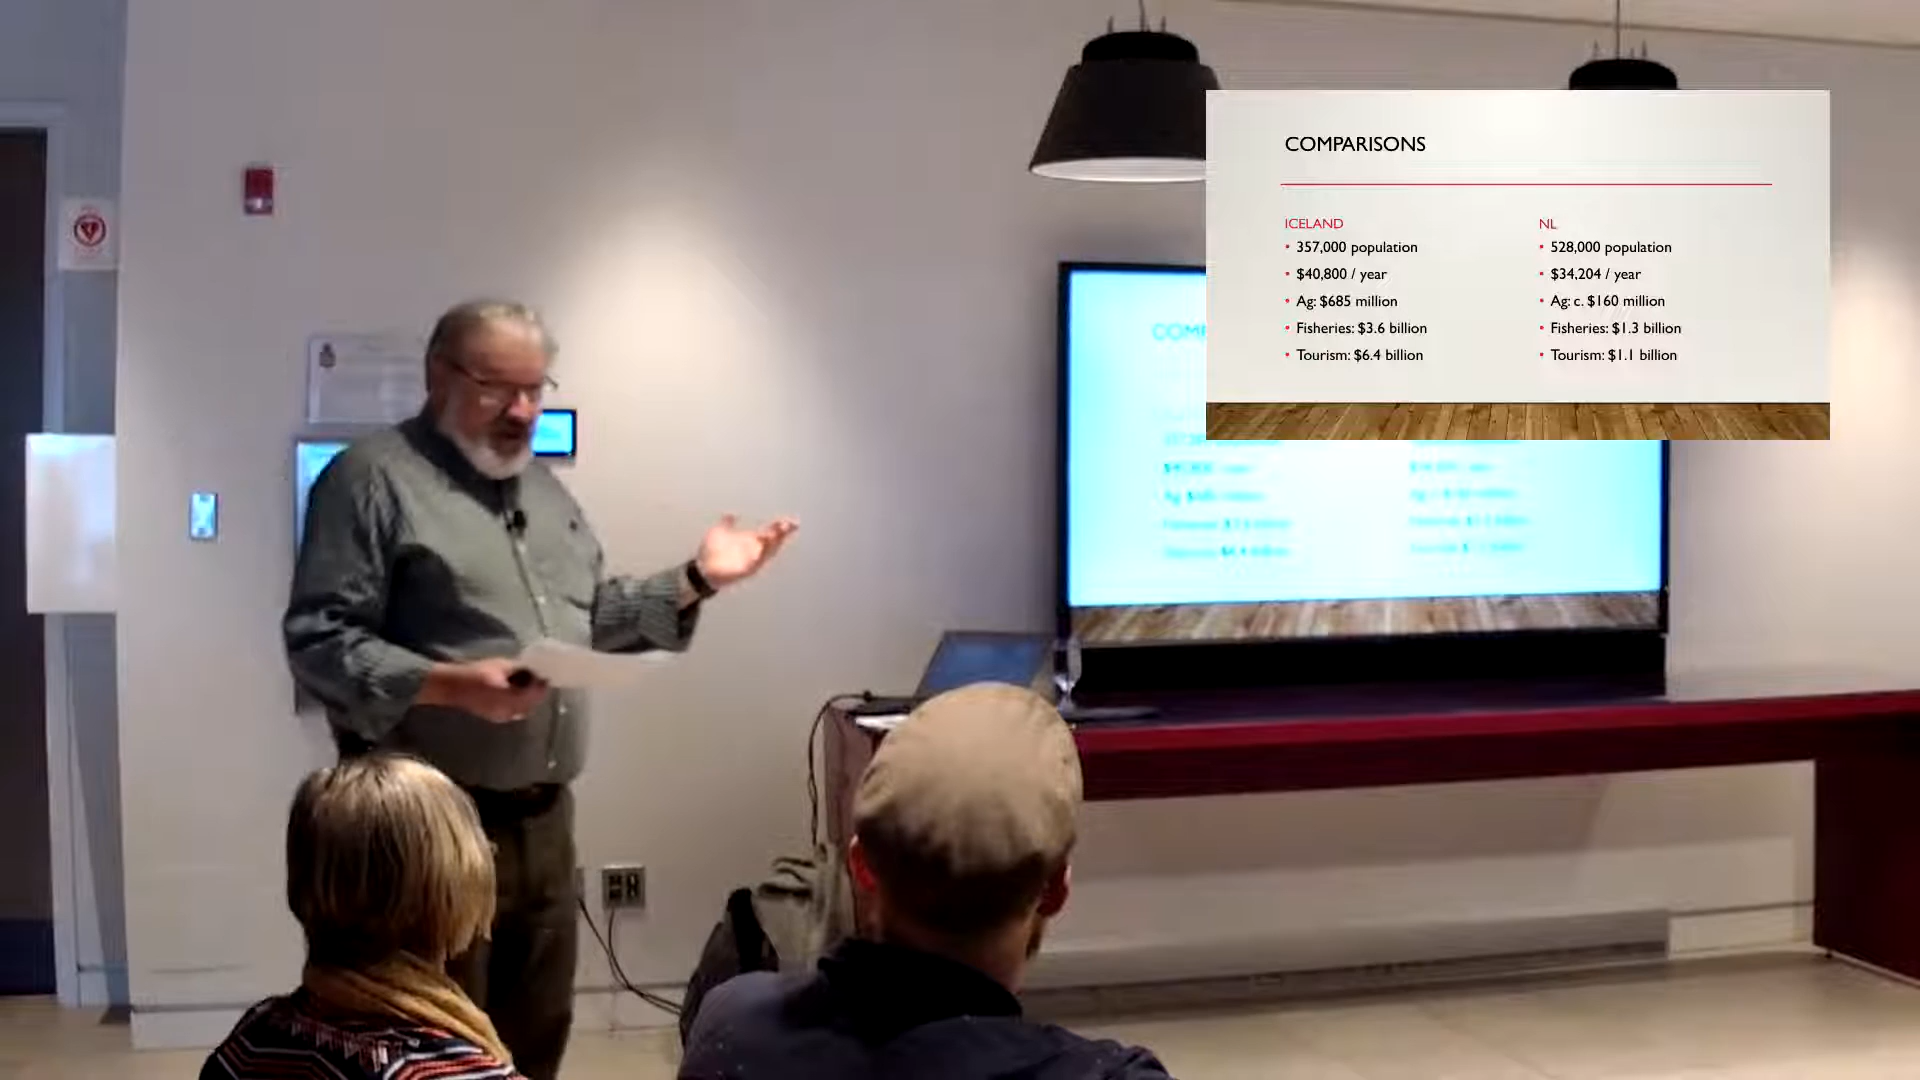 COMPARISONS
ICELAND
• 357,000 population
• $40,800 / year
• Ag: $685 million
• Fisheries: $3.6 billion
• Tourism: $6.4 billion
NL
• 528,000 population
• $34,204 / year
• Ag: c. $160 million
• Fisheries: $1.3 billion
• Tourism: $1.1 billion
COM